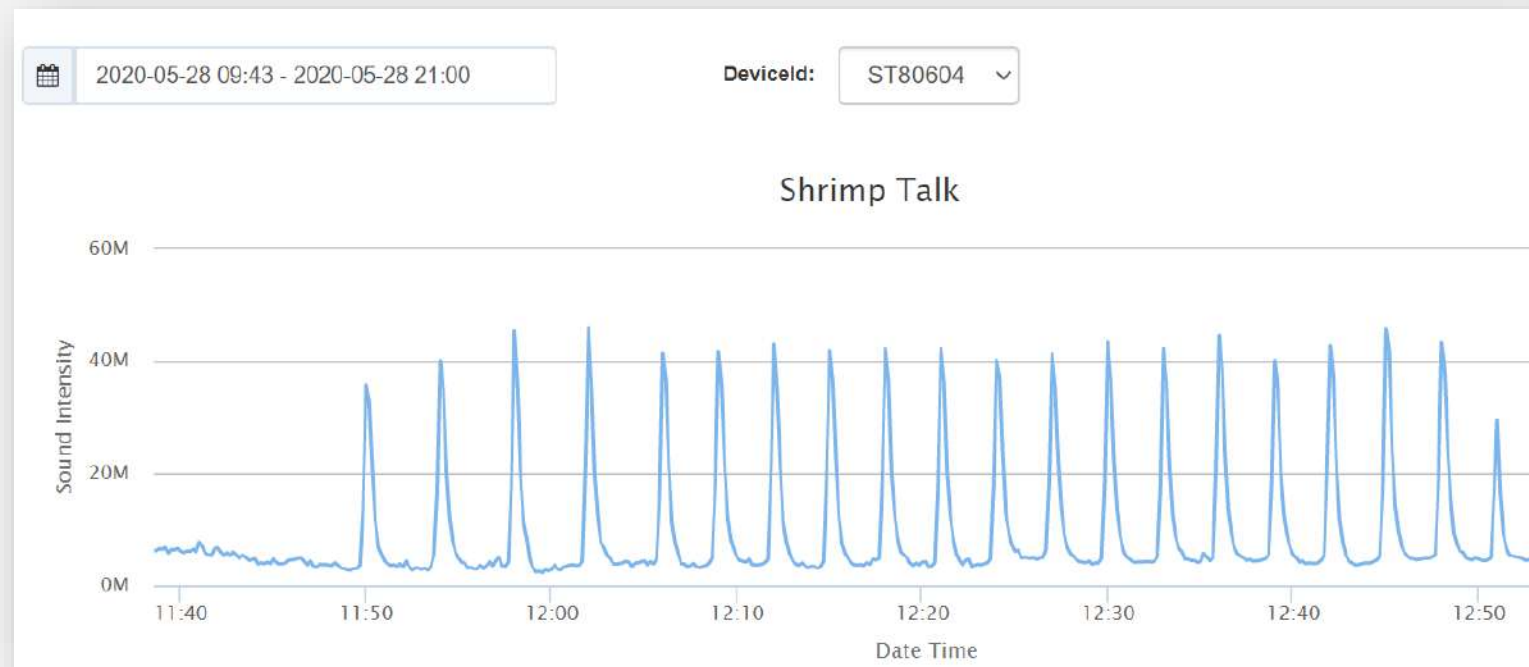 2020-05-28 09:43 - 2020-05-28 21:00
DeviceId: ST80604
Shrimp Talk
60M
40M
20M
0M
Sound Intensity
11:40 11:50 12:00 12:10 12:20 12:30 12:40 12:50
Date Time